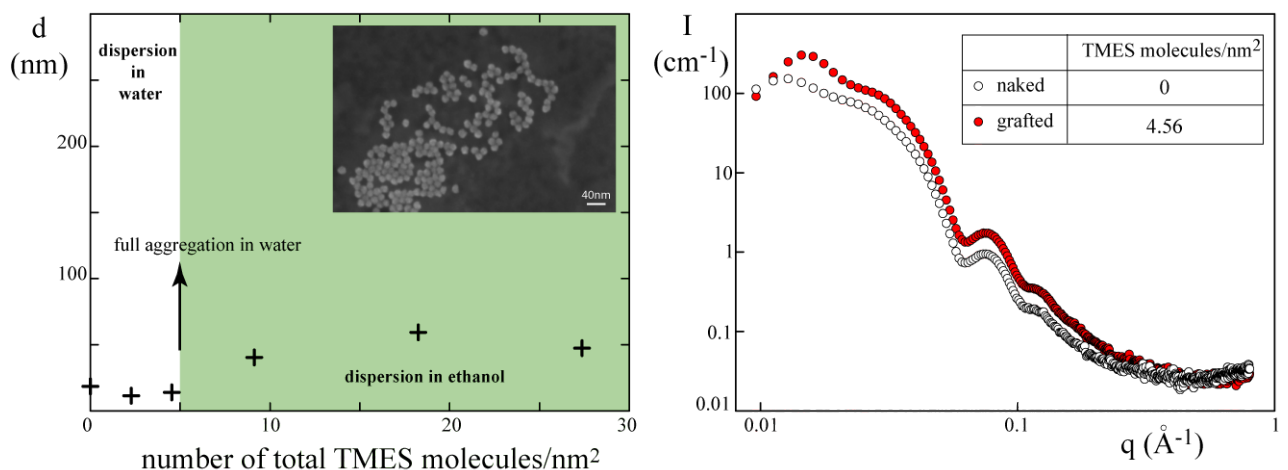 d
(nm)
dispersion
in
water
200
100
0
full aggregation in water
40nm
dispersion in ethanol
0
10
20
30
number of total TMES molecules/nm²
I
(cm⁻¹)
100
10
1
0.1
0.01
TMES molecules/nm²
naked 0
grafted 4.56
0.01
0.1
1
q (Å⁻¹)